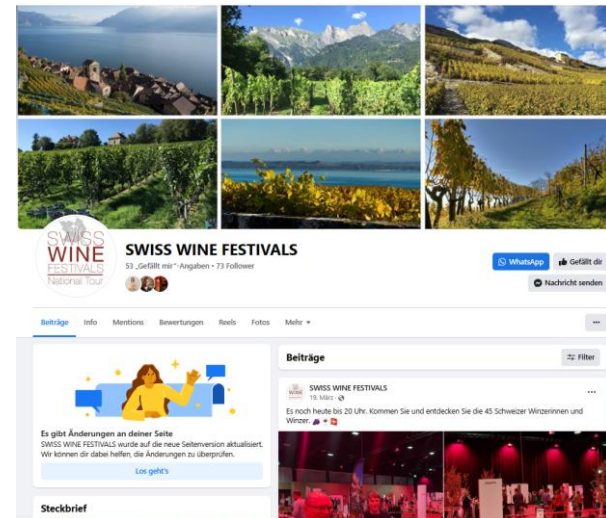 SWISS
WINE
FESTIVALS
National Tour
SWISS WINE FESTIVALS
53 „Gefällt mir“-Angaben • 73 Follower
WhatsApp
Gefällt dir
Nachricht senden
Beiträge Info Mentions Bewertungen Reels Fotos Mehr
Es gibt Änderungen an deiner Seite
SWISS WINE FESTIVALS wurde auf die neue Seitenversion aktualisiert.
Wir können dir dabei helfen, die Änderungen zu überprüfen.
Los geht's
Steckbrief
Beiträge
Filter
SWISS WINE FESTIVALS
19. März ·
Es noch heute bis 20 Uhr. Kommen Sie und entdecken Sie die 45 Schweizer Winzerinnen und
Winzer.